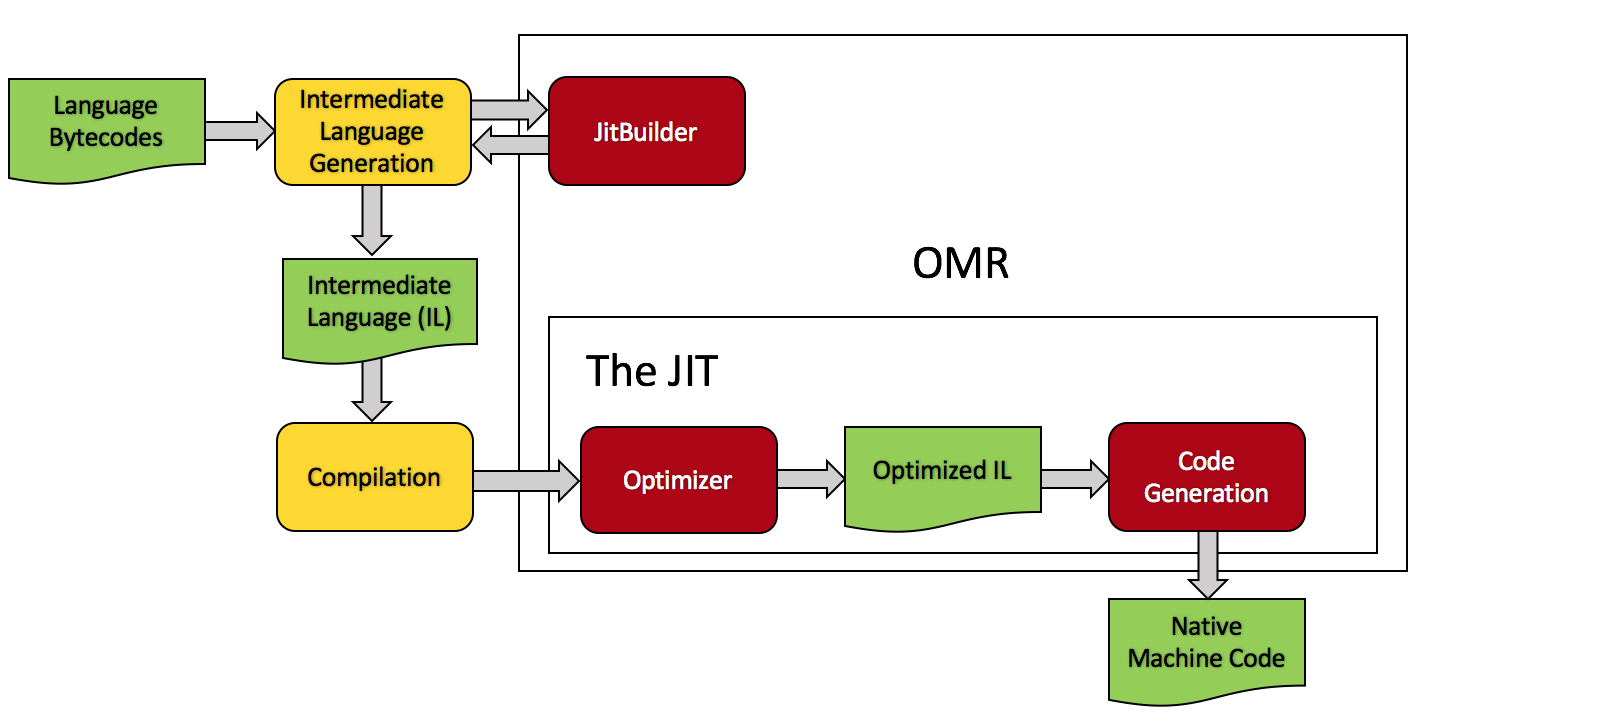 Language
Bytecodes
Intermediate
Language
Generation
JitBuilder
OMR
Intermediate
Language (IL)
The JIT
Compilation
Optimizer
Optimized IL
Code
Generation
Native
Machine Code